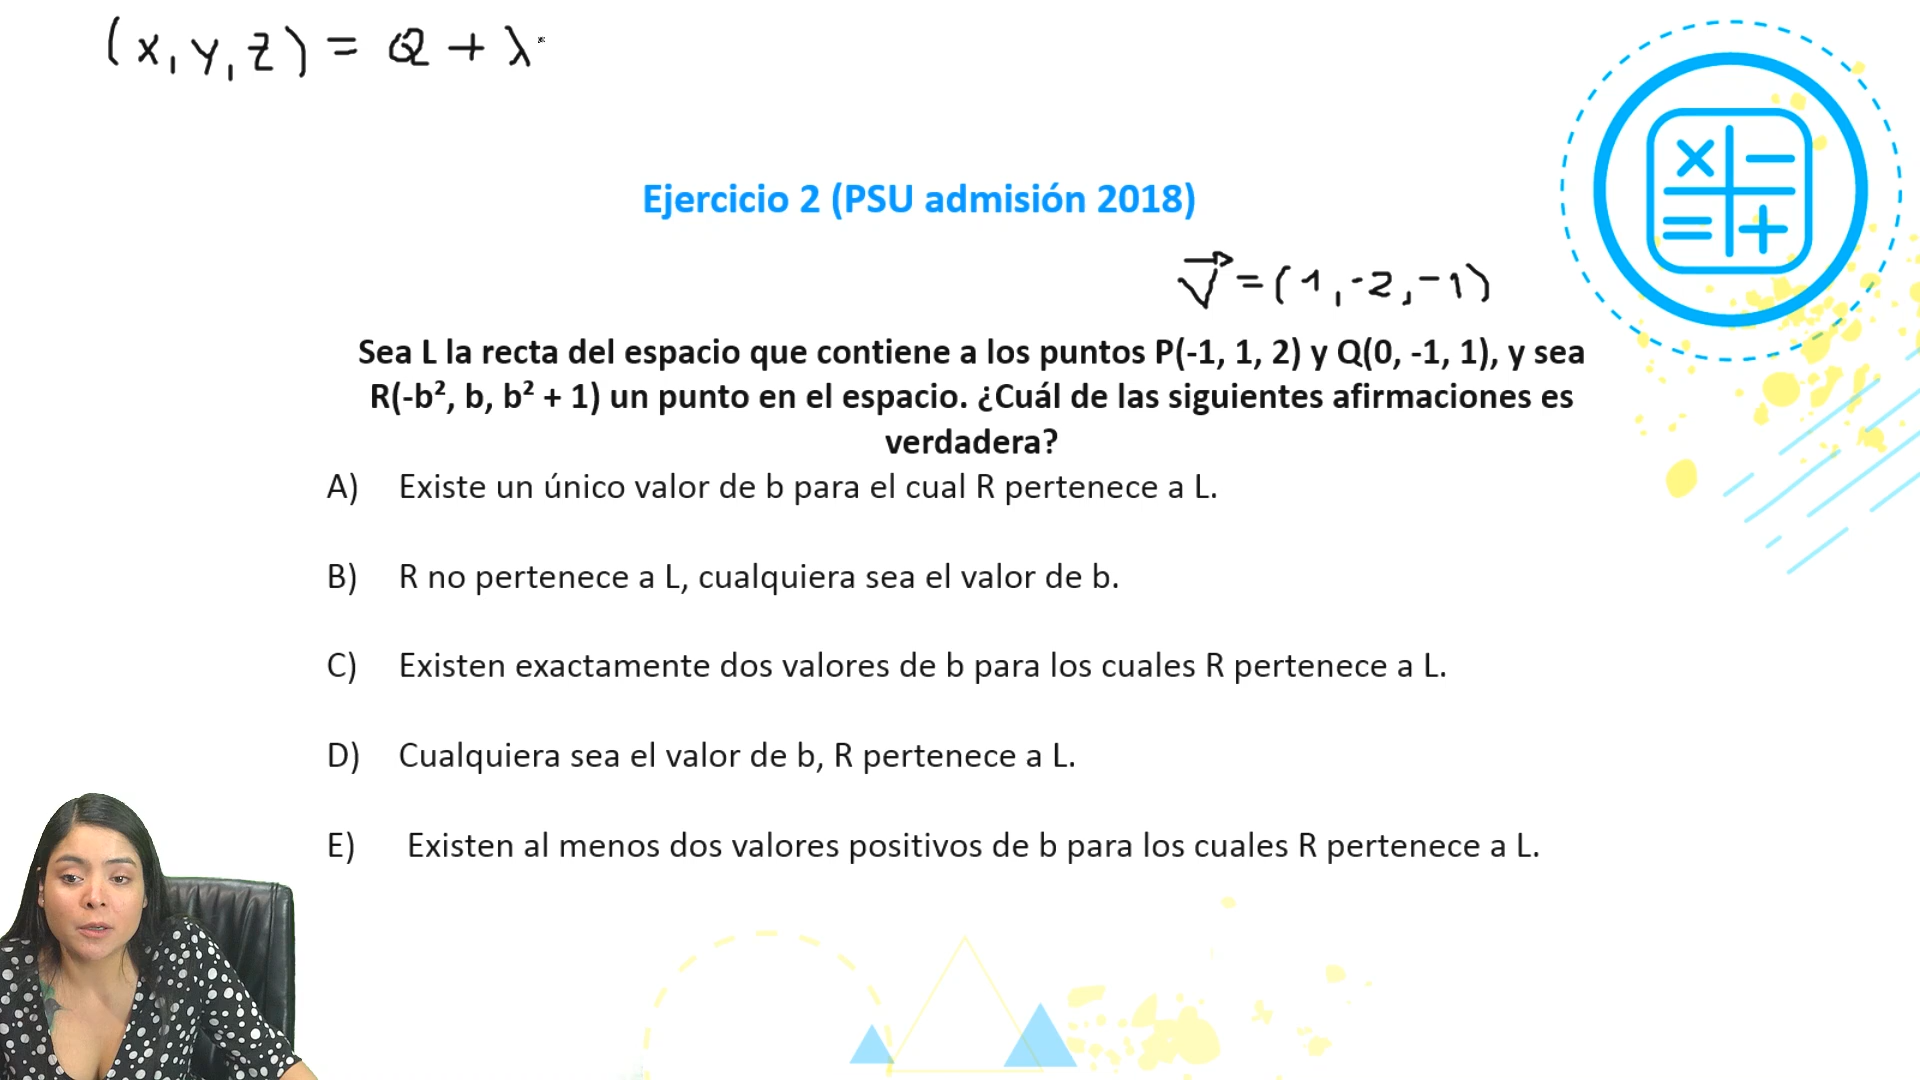 (x, y, z) = Q + λ·
Ejercicio 2 (PSU admisión 2018)
V = (1, -2, -1)
Sea L la recta del espacio que contiene a los puntos P(-1, 1, 2) y Q(0, -1, 1), y sea
R(-b², b, b² + 1) un punto en el espacio. ¿Cuál de las siguientes afirmaciones es
verdadera?
A) Existe un único valor de b para el cual R pertenece a L.
B) R no pertenece a L, cualquiera sea el valor de b.
C) Existen exactamente dos valores de b para los cuales R pertenece a L.
D) Cualquiera sea el valor de b, R pertenece a L.
E) Existen al menos dos valores positivos de b para los cuales R pertenece a L.